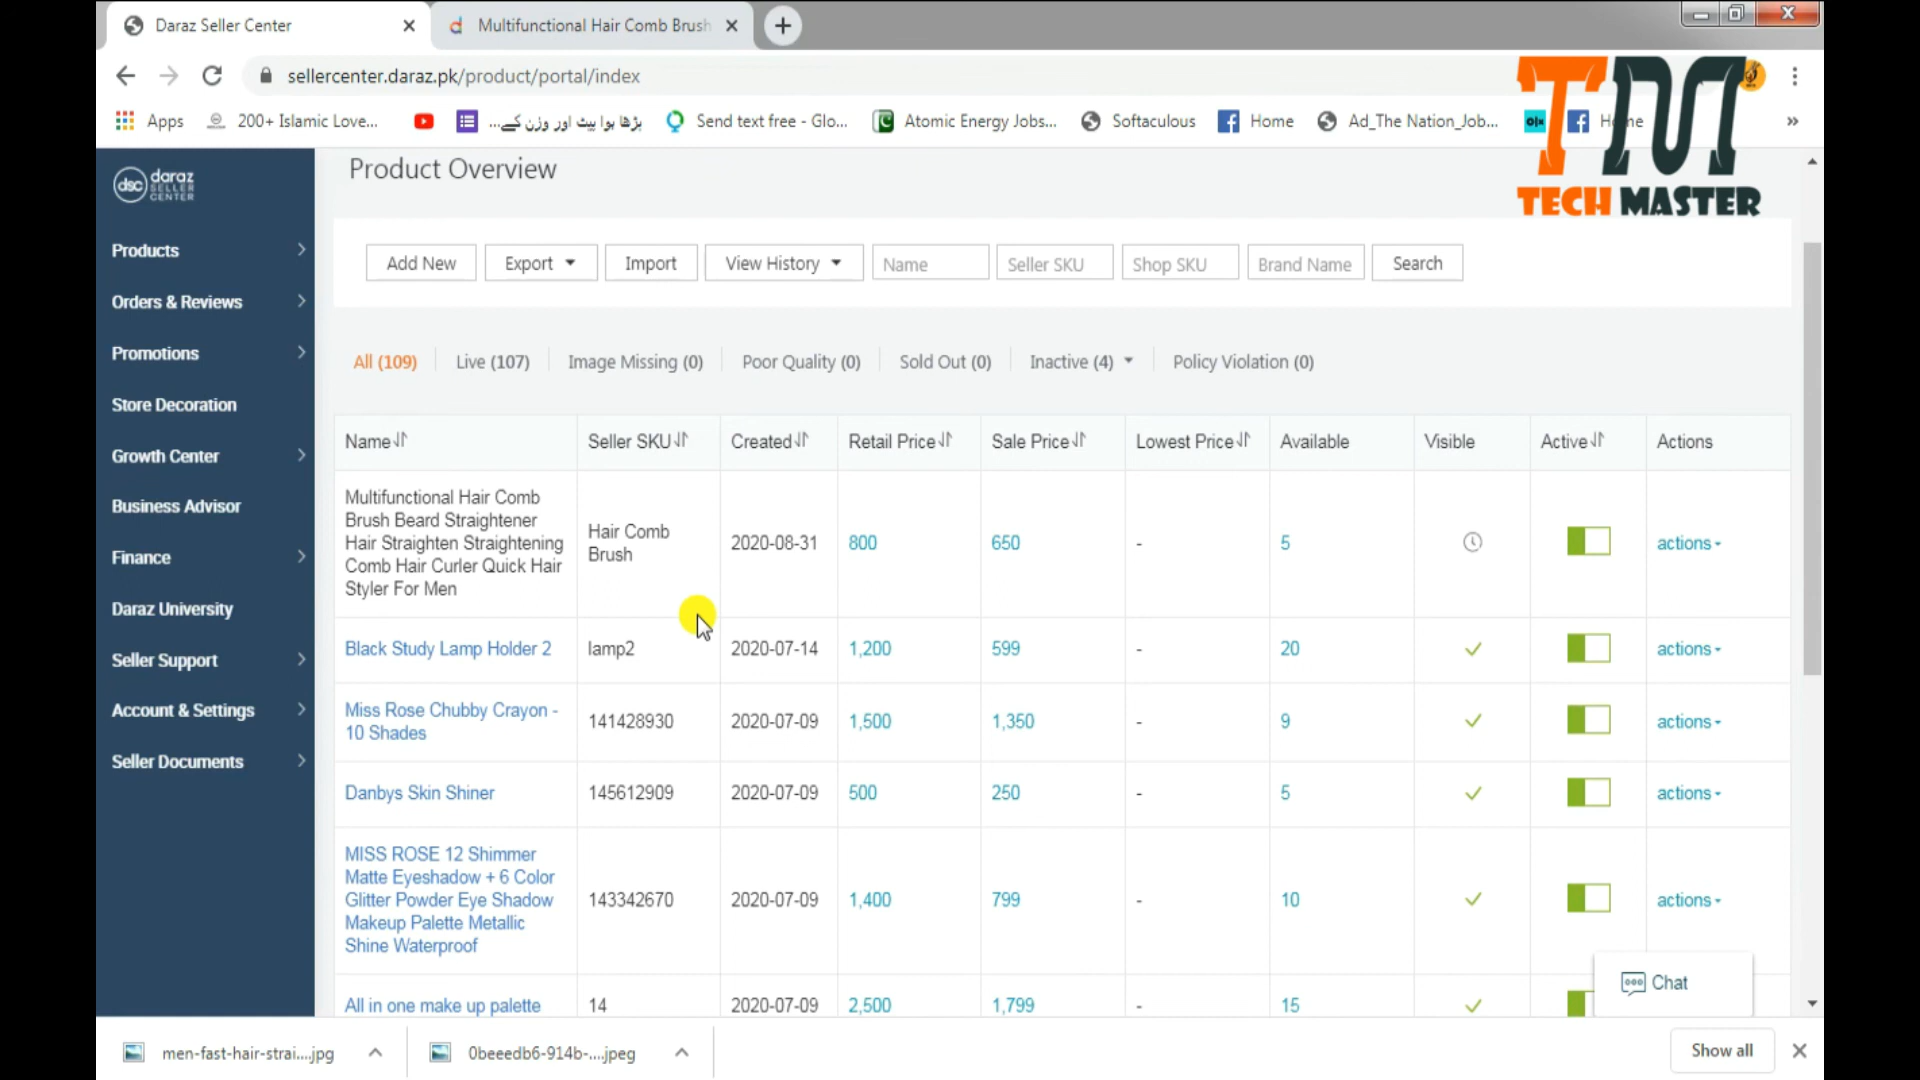 Daraz Seller Center
Multifunctional Hair Comb Brush
sellercenter.daraz.pk/product/portal/index
Apps
200+ Islamic Love...
بڑھا ہوا پیٹ اور وزن کے...
Send text free - Glo...
Atomic Energy Jobs...
Softaculous
Home
Ad_The Nation_Job...
olx
Home
»
TM
TECH MASTER
dsc daraz
SELLER
CENTER
Products
Orders & Reviews
Promotions
Store Decoration
Growth Center
Business Advisor
Finance
Daraz University
Seller Support
Account & Settings
Seller Documents
Product Overview
Add New
Export
Import
View History
Name
Seller SKU
Shop SKU
Brand Name
Search
All (109)
Live (107)
Image Missing (0)
Poor Quality (0)
Sold Out (0)
Inactive (4)
Policy Violation (0)
Name Seller SKU Created Retail Price Sale Price Lowest Price Available Visible Active Actions
Multifunctional Hair Comb
Brush Beard Straightener
Hair Straighten Straightening
Comb Hair Curler Quick Hair
Styler For Men
Hair Comb
Brush
2020-08-31 800 650 - 5 actions
Black Study Lamp Holder 2 lamp2 2020-07-14 1,200 599 - 20 actions
Miss Rose Chubby Crayon -
10 Shades
141428930 2020-07-09 1,500 1,350 - 9 actions
Danbys Skin Shiner 145612909 2020-07-09 500 250 - 5 actions
MISS ROSE 12 Shimmer
Matte Eyeshadow + 6 Color
Glitter Powder Eye Shadow
Makeup Palette Metallic
Shine Waterproof
143342670 2020-07-09 1,400 799 - 10 actions
All in one make up palette 14 2020-07-09 2,500 1,799 - 15
Chat
men-fast-hair-strai....jpg
0beeedb6-914b-....jpeg
Show all